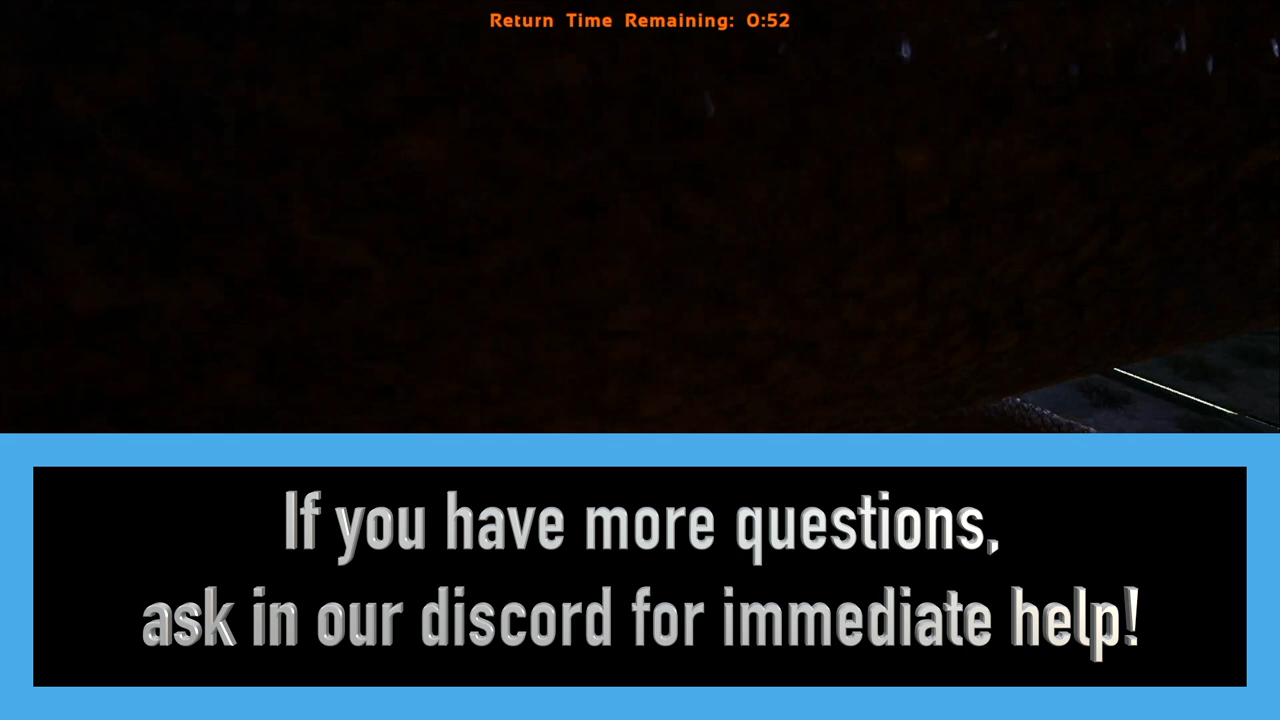 Return Time Remaining: 0:52
If you have more questions,
ask in our discord for immediate help!